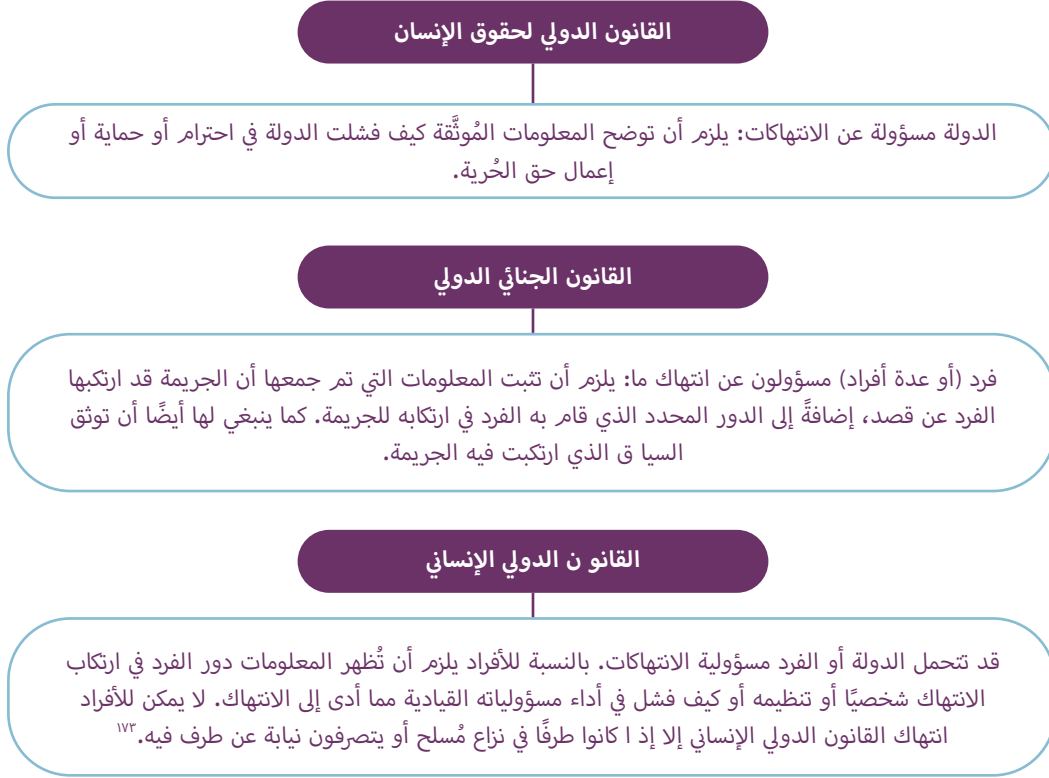 القانون الدولي لحقوق الإنسان
الدولة مسؤولة عن الانتهاكات: يلزم أن توضح المعلومات المُوثَّقة كيف فشلت الدولة في احترام أو حماية أو
إعمال حق الحُرية.
القانون الجنائي الدولي
فرد (أو عدة أفراد) مسؤولون عن انتهاك ما: يلزم أن تثبت المعلومات التي تم جمعها أن الجريمة قد ارتكبها
الفرد عن قصد، إضافةً إلى الدور المحدد الذي قام به الفرد في ارتكابه للجريمة. كما ينبغي لها أيضًا أن توثق
السيا ق الذي ارتكبت فيه الجريمة.
القانو ن الدولي الإنساني
قد تتحمل الدولة أو الفرد مسؤولية الانتهاكات. بالنسبة للأفراد يلزم أن تُظهر المعلومات دور الفرد في ارتكاب
الانتهاك شخصيًا أو تنظيمه أو كيف فشل في أداء مسؤولياته القيادية مما أدى إلى الانتهاك. لا يمكن للأفراد
انتهاك القانون الدولي الإنساني إلا إذ ا كانوا طرفًا في نزاع مُسلح أو يتصرفون نيابة عن طرف فيه.١٧٣